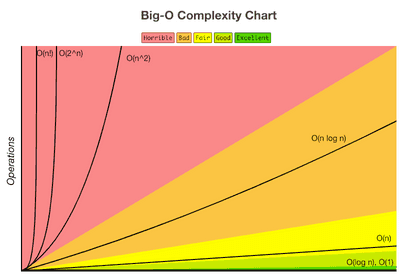 Big-O Complexity Chart
Horrible Bad Fair Good Excellent
O(n!) O(2^n)
O(n^2)
O(n log n)
O(n)
O(log n), O(1)
Operations